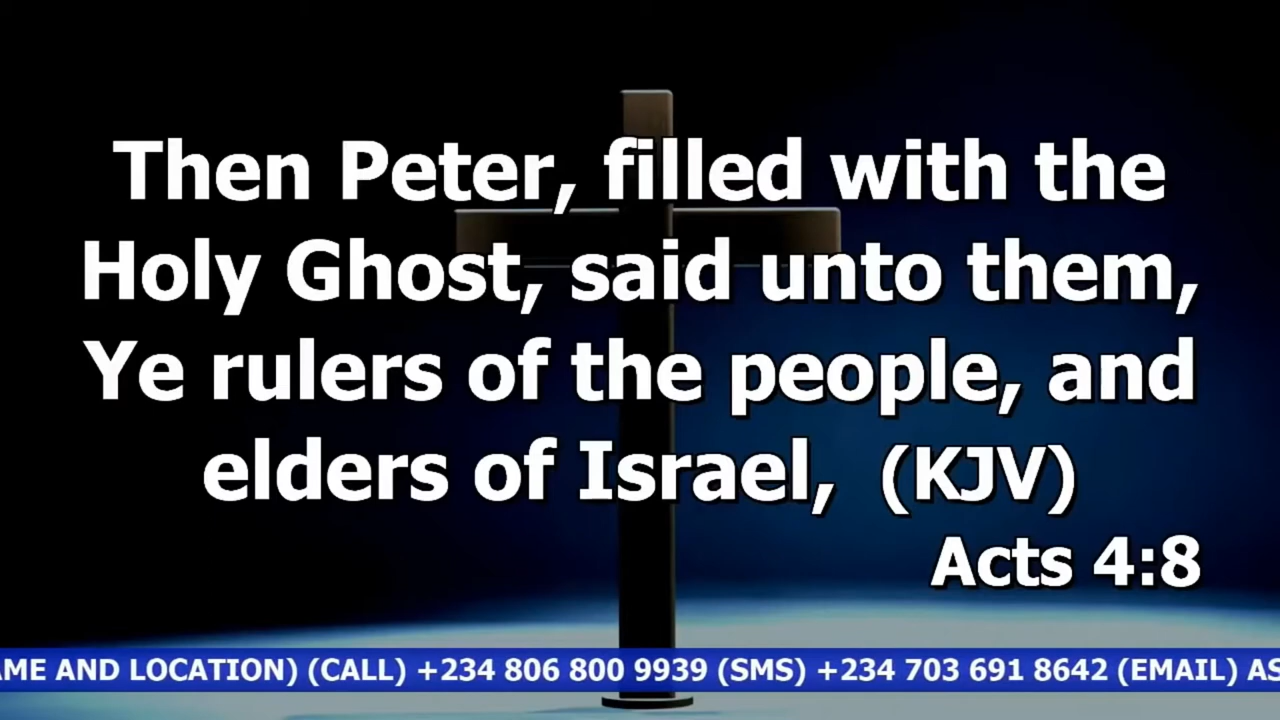 Then Peter, filled with the
Holy Ghost, said unto them,
Ye rulers of the people, and
elders of Israel, (KJV)
Acts 4:8
AND LOCATION) (CALL) +234 806 800 9939 (SMS) +234 703 691 8642 (EMAIL)